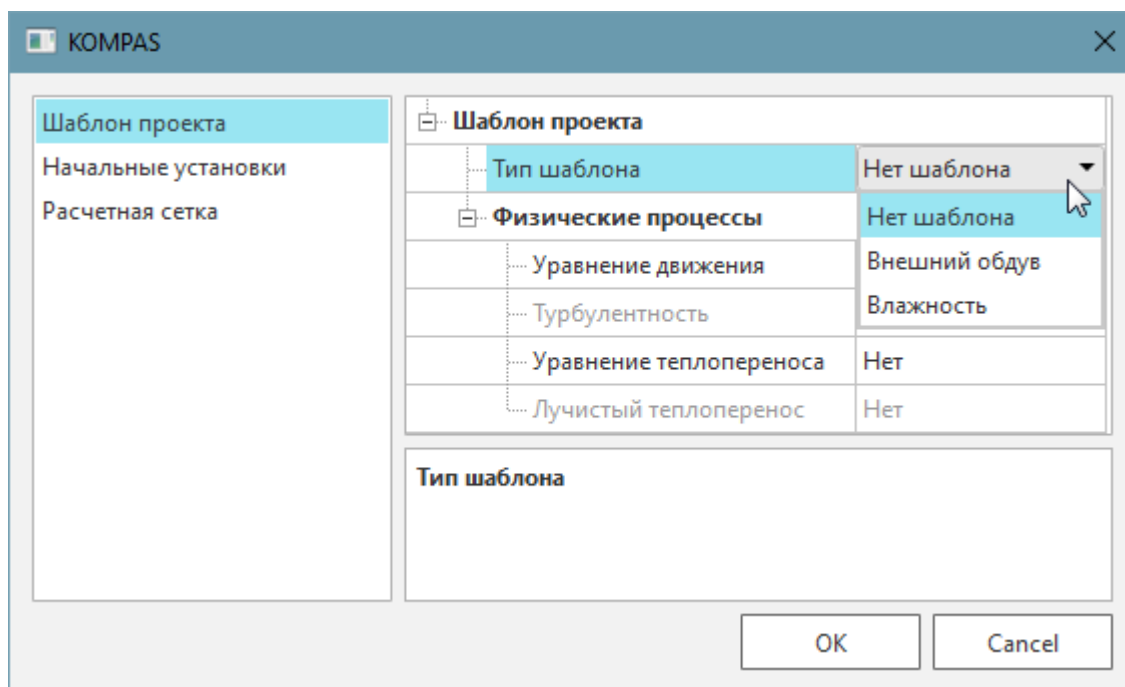 KOMPAS
Шаблон проекта
Начальные установки
Расчетная сетка
Шаблон проекта
Тип шаблона Нет шаблона
Нет шаблона
Внешний обдув
Влажность
Физические процессы
Уравнение движения
Турбулентность
Уравнение теплопереноса Нет
Лучистый теплоперенос Нет
Тип шаблона
OK Cancel